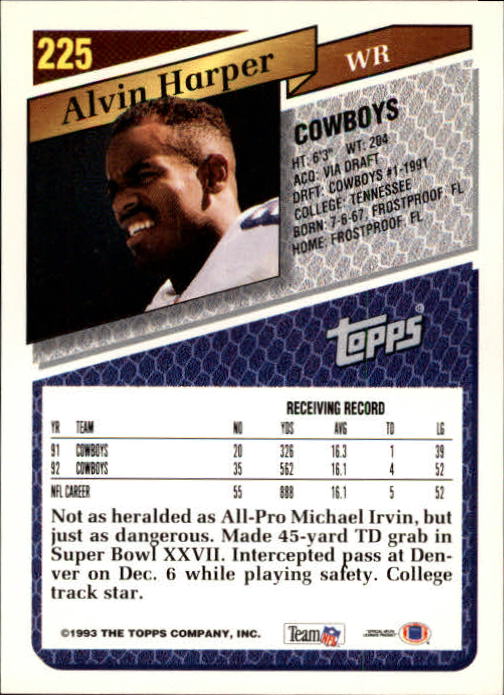 225
Alvin Harper
WR
COWBOYS
HT: 6'3" WT: 204
ACQ: VIA DRAFT
DRFT: COWBOYS #1-1991
COLLEGE: TENNESSEE
BORN: 7-6-67, FROSTPROOF, FL
HOME: FROSTPROOF, FL
TOPPS®
RECEIVING RECORD
YR TEAM NO YDS AVG TD LG
91 COWBOYS 20 326 16.3 1 39
92 COWBOYS 35 562 16.1 4 52
NFL CAREER 55 888 16.1 5 52
Not as heralded as All-Pro Michael Irvin, but
just as dangerous. Made 45-yard TD grab in
Super Bowl XXVII. Intercepted pass at Den-
ver on Dec. 6 while playing safety. College
track star.
©1993 THE TOPPS COMPANY, INC.
Team NFL